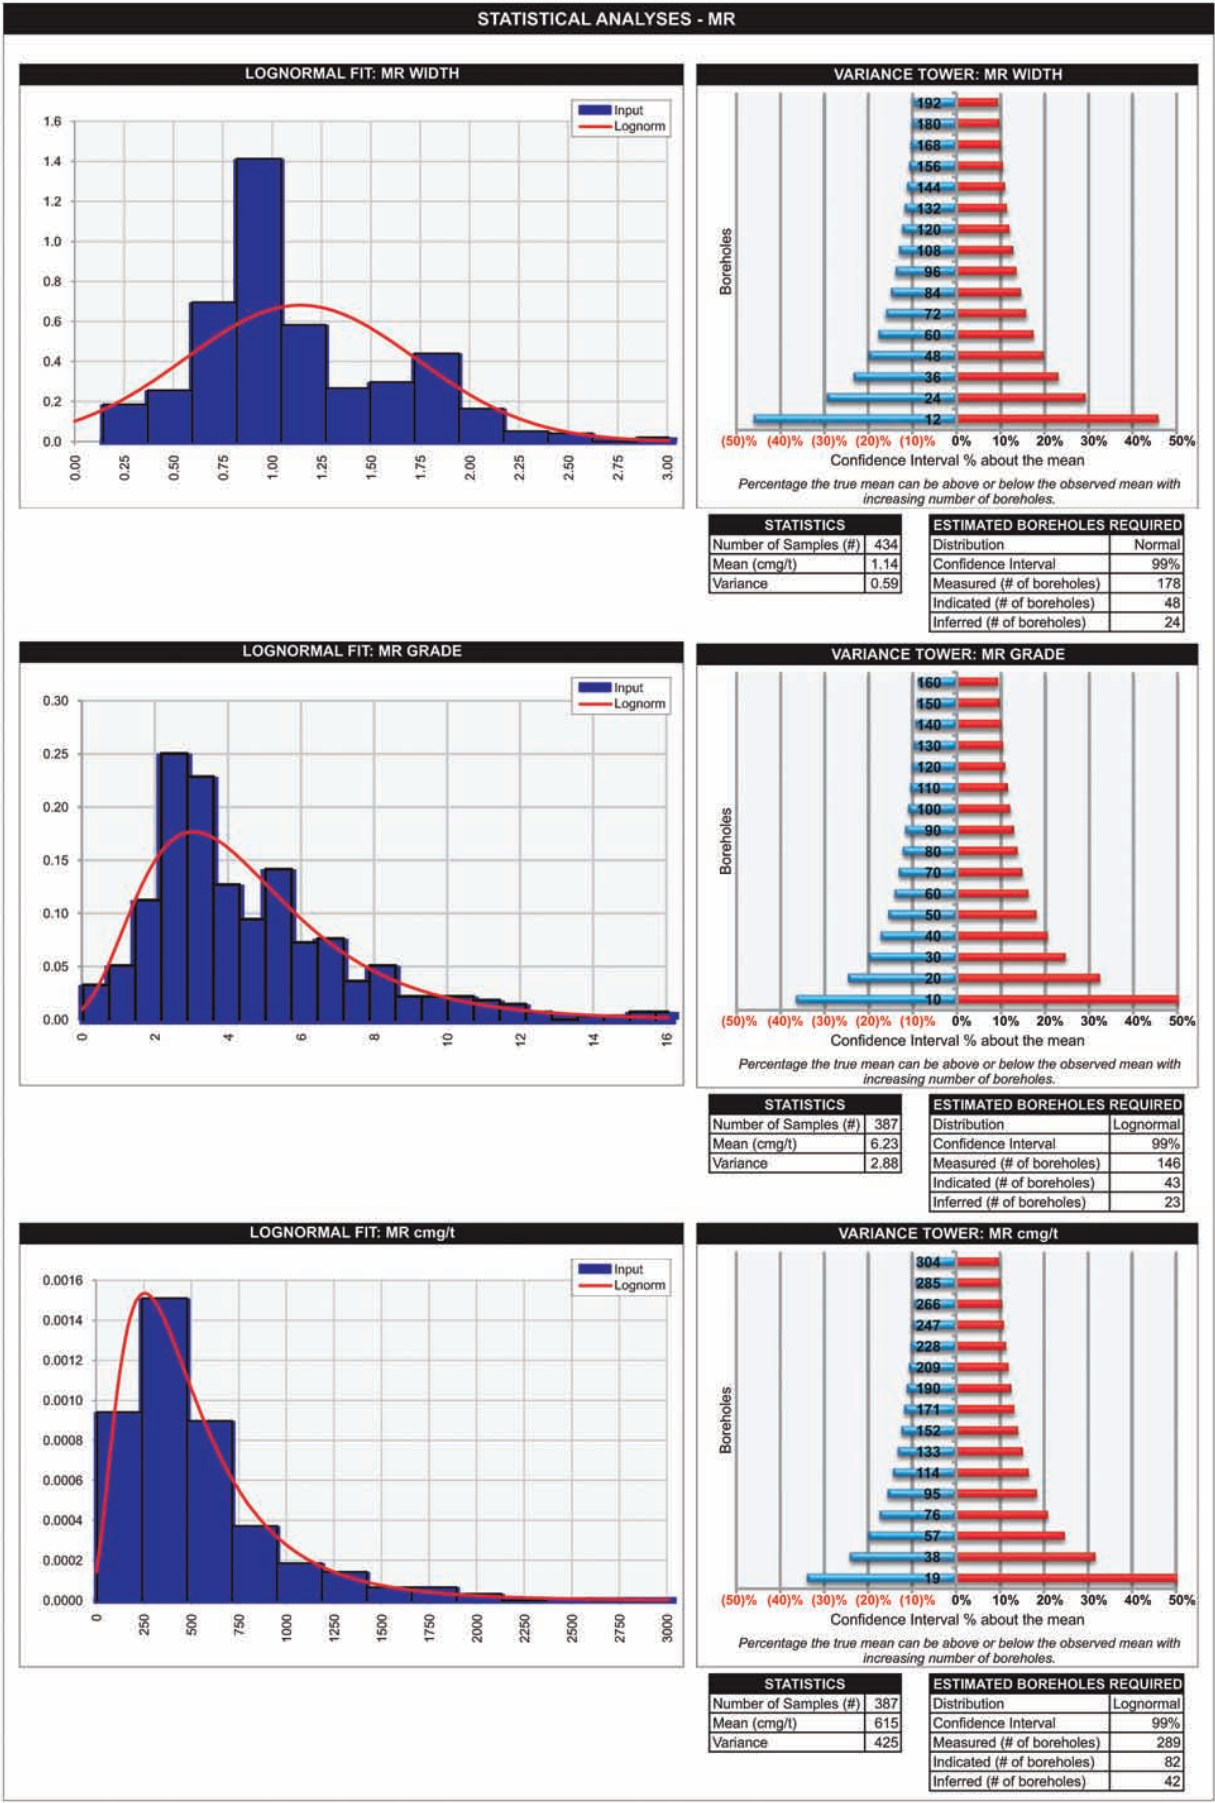 STATISTICAL ANALYSES - MR
LOGNORMAL FIT: MR WIDTH
Input
Lognorm
1.6
1.4
1.2
1.0
0.8
0.6
0.4
0.2
0.0
0.00 0.25 0.50 0.75 1.00 1.25 1.50 1.75 2.00 2.25 2.50 2.75 3.00
VARIANCE TOWER: MR WIDTH
Boreholes
192
180
168
156
144
132
120
108
96
84
72
60
48
36
24
12
(50)% (40)% (30)% (20)% (10)% 0% 10% 20% 30% 40% 50%
Confidence Interval % about the mean
Percentage the true mean can be above or below the observed mean with
increasing number of boreholes.
STATISTICS
Number of Samples (#) 434
Mean (cmg/t) 1.14
Variance 0.59
ESTIMATED BOREHOLES REQUIRED
Distribution Normal
Confidence Interval 99%
Measured (# of boreholes) 178
Indicated (# of boreholes) 48
Inferred (# of boreholes) 24
LOGNORMAL FIT: MR GRADE
Input
Lognorm
0.30
0.25
0.20
0.15
0.10
0.05
0.00
0 2 4 6 8 10 12 14 16
VARIANCE TOWER: MR GRADE
Boreholes
160
150
140
130
120
110
100
90
80
70
60
50
40
30
20
10
(50)% (40)% (30)% (20)% (10)% 0% 10% 20% 30% 40% 50%
Confidence Interval % about the mean
Percentage the true mean can be above or below the observed mean with
increasing number of boreholes.
STATISTICS
Number of Samples (#) 387
Mean (cmg/t) 6.23
Variance 2.88
ESTIMATED BOREHOLES REQUIRED
Distribution Lognormal
Confidence Interval 99%
Measured (# of boreholes) 146
Indicated (# of boreholes) 43
Inferred (# of boreholes) 23
LOGNORMAL FIT: MR cmg/t
Input
Lognorm
0.0016
0.0014
0.0012
0.0010
0.0008
0.0006
0.0004
0.0002
0.0000
0 250 500 750 1000 1250 1500 1750 2000 2250 2500 2750 3000
VARIANCE TOWER: MR cmg/t
Boreholes
304
285
266
247
228
209
190
171
152
133
114
95
76
57
38
19
(50)% (40)% (30)% (20)% (10)% 0% 10% 20% 30% 40% 50%
Confidence Interval % about the mean
Percentage the true mean can be above or below the observed mean with
increasing number of boreholes.
STATISTICS
Number of Samples (#) 387
Mean (cmg/t) 615
Variance 425
ESTIMATED BOREHOLES REQUIRED
Distribution Lognormal
Confidence Interval 99%
Measured (# of boreholes) 289
Indicated (# of boreholes) 82
Inferred (# of boreholes) 42